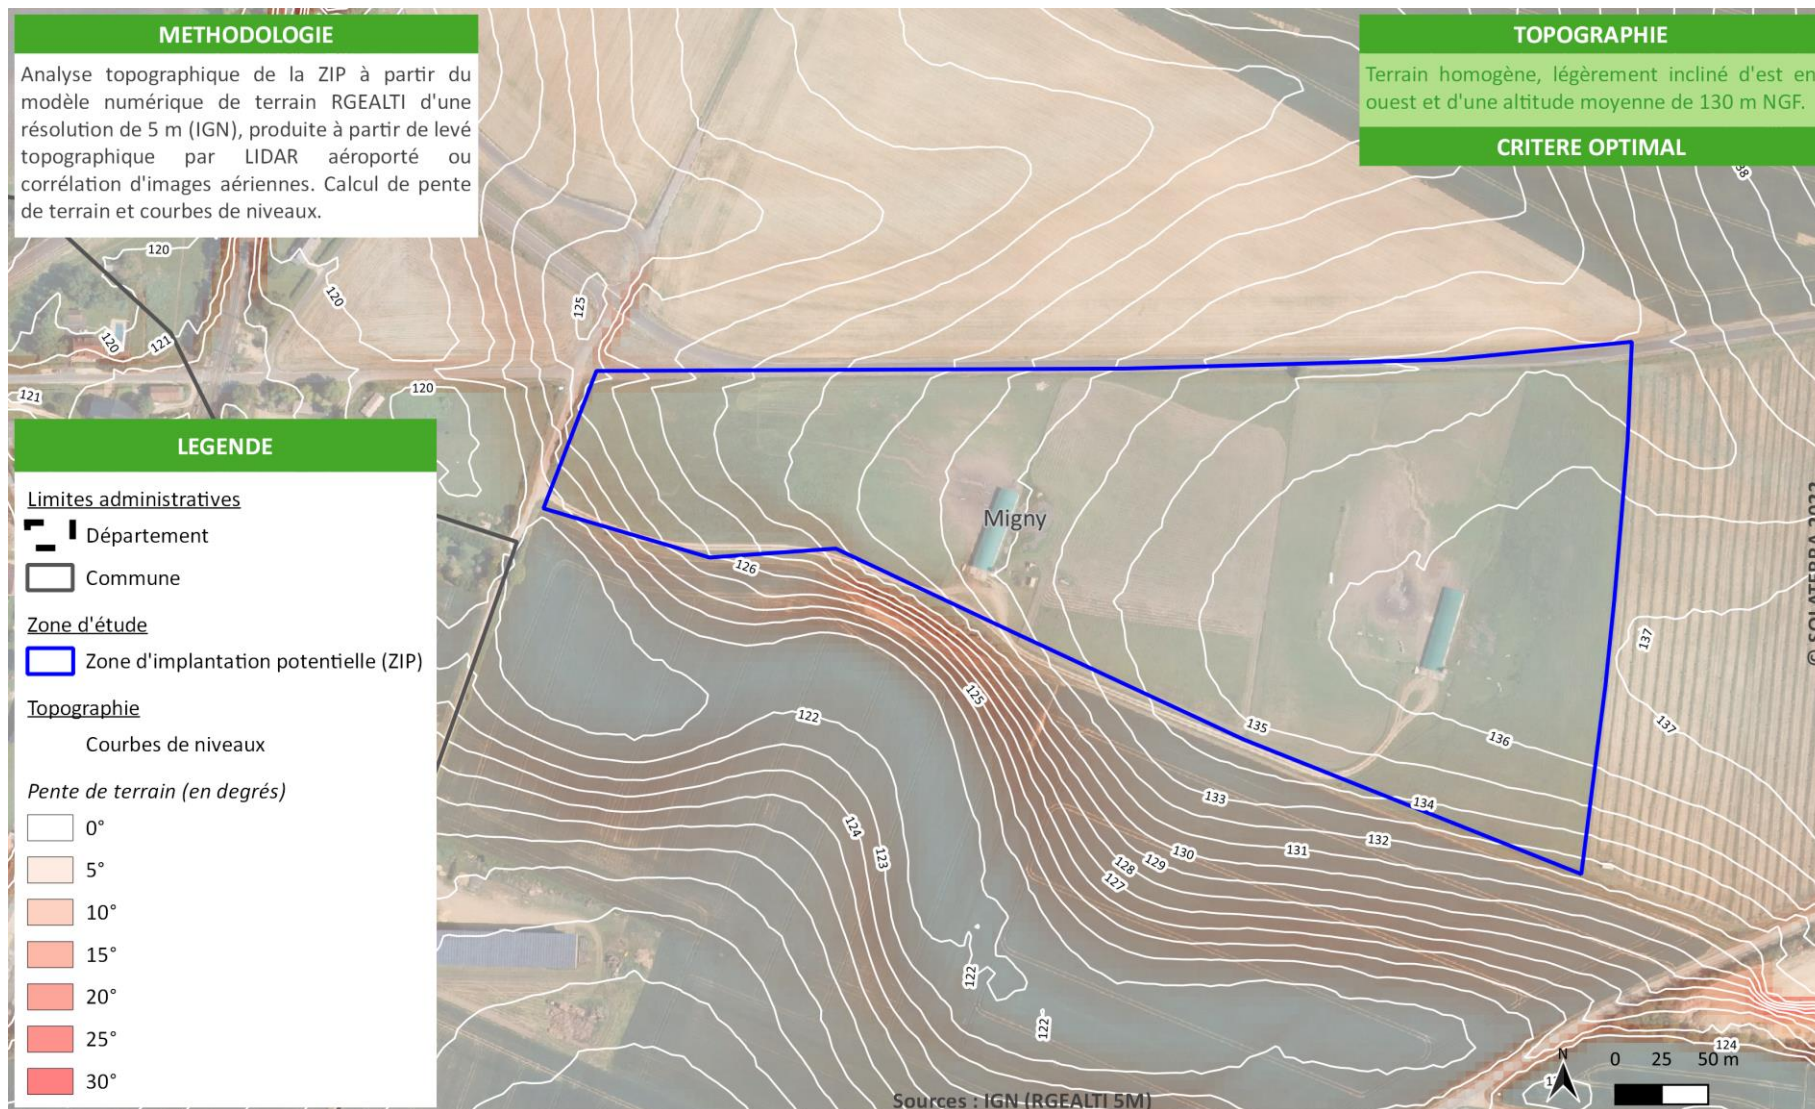 METHODOLOGIE
Analyse topographique de la ZIP à partir du
modèle numérique de terrain RGEALTI d'une
résolution de 5 m (IGN), produite à partir de levé
topographique par LIDAR aéroporté ou
corrélation d'images aériennes. Calcul de pente
de terrain et courbes de niveaux.
TOPOGRAPHIE
Terrain homogène, légèrement incliné d'est en
ouest et d'une altitude moyenne de 130 m NGF.
CRITERE OPTIMAL
120
120
125
120
121
120
121
LEGENDE
Limites administratives
Département
Commune
Zone d'étude
Zone d'implantation potentielle (ZIP)
Topographie
Courbes de niveaux
Pente de terrain (en degrés)
0°
5°
10°
15°
20°
25°
30°
Migny
126
125
122
137
137
135
136
133
134
132
131
130
129
128
127
124
123
122
122
124
N
0 25 50 m
Sources : IGN (RGEALTI 5M)